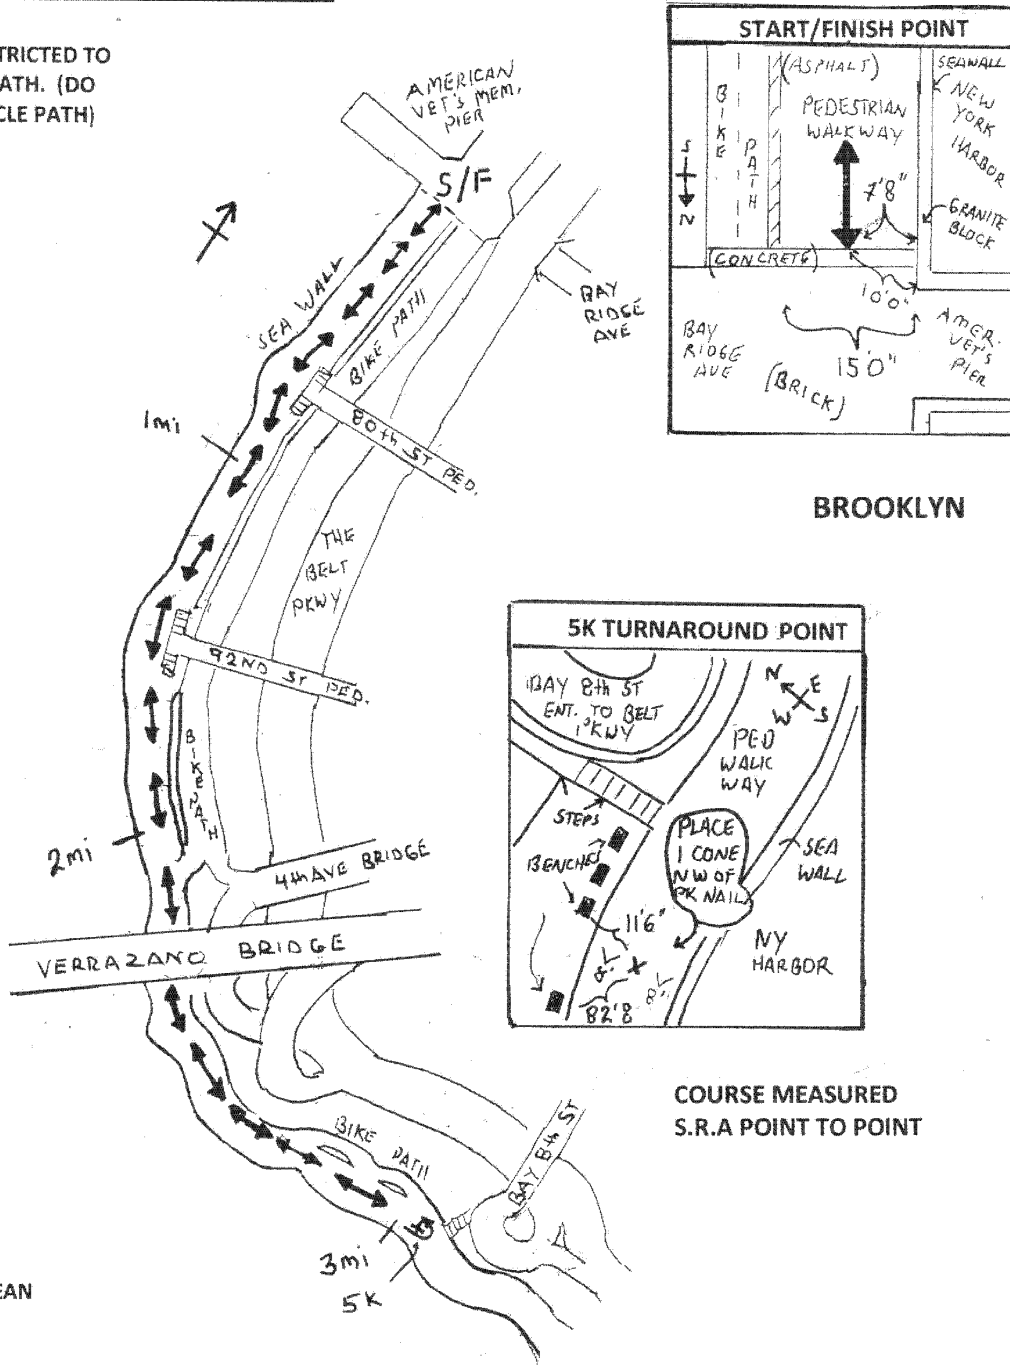 TRICTED TO
ATH. (DO
CLE PATH)
AMERICAN
VET'S MEM.
PIER
S/F
SEA WALL
BIKE PATH
BAY
RIDGE
AVE
1mi
80th ST PED.
THE
BELT
PKWY
92ND ST PED.
BIKE PATH
2mi
4th AVE BRIDGE
VERRAZANO BRIDGE
BIKE
PATH
BAY 8th ST
3mi
5K
EAN
START/FINISH POINT
BIKE
PATH
(ASPHALT)
PEDESTRIAN
WALKWAY
SEAWALL
NEW
YORK
HARBOR
S
N
7'8"
GRANITE
BLOCK
(CONCRETE)
10'0"
BAY
RIDGE
AVE
15'0"
(BRICK)
AMER.
VET'S
PIER
BROOKLYN
5K TURNAROUND POINT
BAY 8th ST
ENT. TO BELT
PKWY
N
E
W
S
PED
WALK
WAY
STEPS
BENCHES
PLACE
1 CONE
NW OF
PK NAIL
SEA
WALL
11'6"
8'
X
8'
82'8
NY
HARBOR
COURSE MEASURED
S.R.A POINT TO POINT